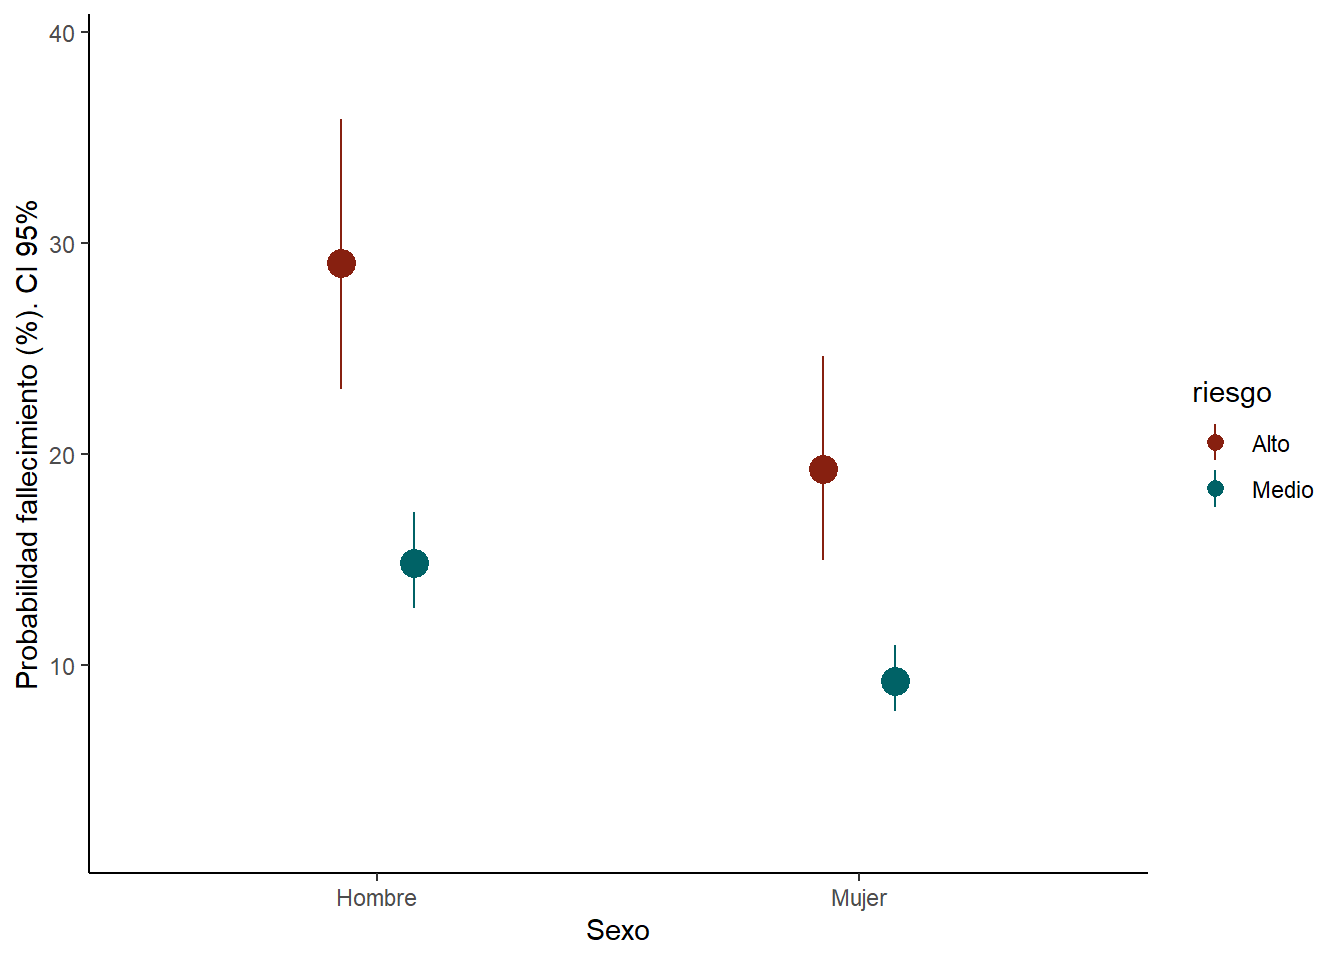 Probabilidad fallecimiento (%). CI 95%
40
30
20
10
Hombre
Mujer
Sexo
riesgo
Alto
Medio